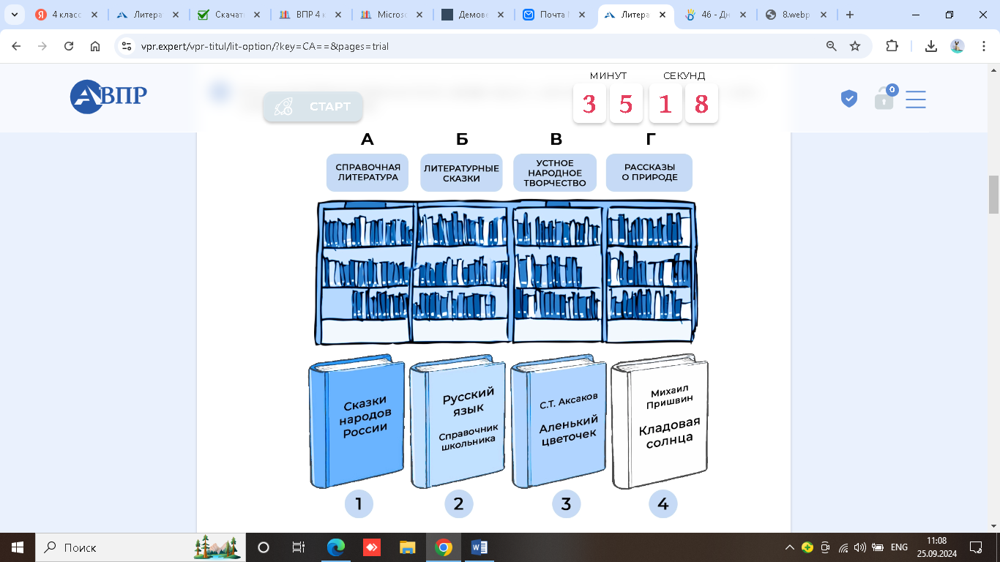 4 класс
Литера
Скачать
ВПР 4 к
Microsо
Демове
Почта
Литера
46 - Дн
8.webp
vpr.expert/vpr-titul/lit-option/?key=CA==&pages=trial
АВПР
СТАРТ
МИНУТ
СЕКУНД
3 5 1 8
0
А Б В Г
СПРАВОЧНАЯ
ЛИТЕРАТУРА
ЛИТЕРАТУРНЫЕ
СКАЗКИ
УСТНОЕ
НАРОДНОЕ
ТВОРЧЕСТВО
РАССКАЗЫ
О ПРИРОДЕ
Сказки
народов
России
Русский
язык
Справочник
школьника
С.Т. Аксаков
Аленький
цветочек
Михаил
Пришвин
Кладовая
солнца
1 2 3 4
Поиск
ENG
11:08
25.09.2024